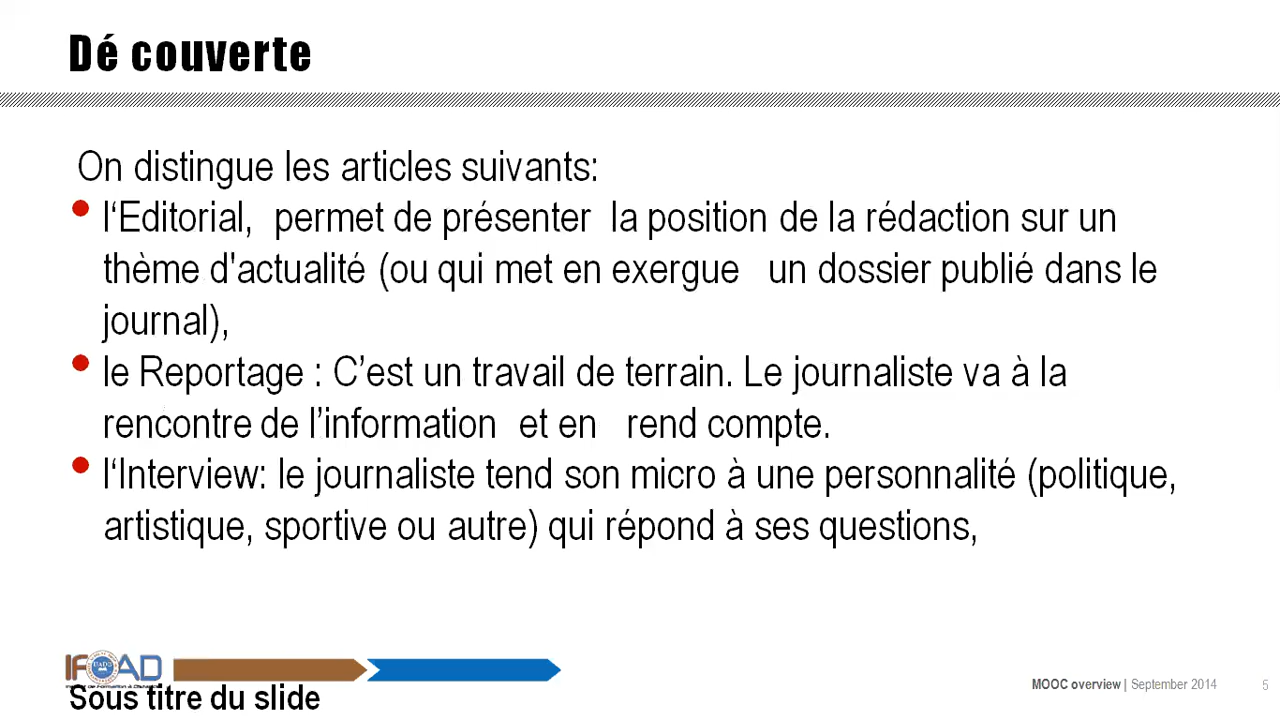 Dé couverte
On distingue les articles suivants:
• l‘Editorial, permet de présenter la position de la rédaction sur un
thème d'actualité (ou qui met en exergue un dossier publié dans le
journal),
• le Reportage : C’est un travail de terrain. Le journaliste va à la
rencontre de l’information et en rend compte.
• l‘Interview: le journaliste tend son micro à une personnalité (politique,
artistique, sportive ou autre) qui répond à ses questions,
IFOAD
Sous titre du slide
MOOC overview | September 2014 5